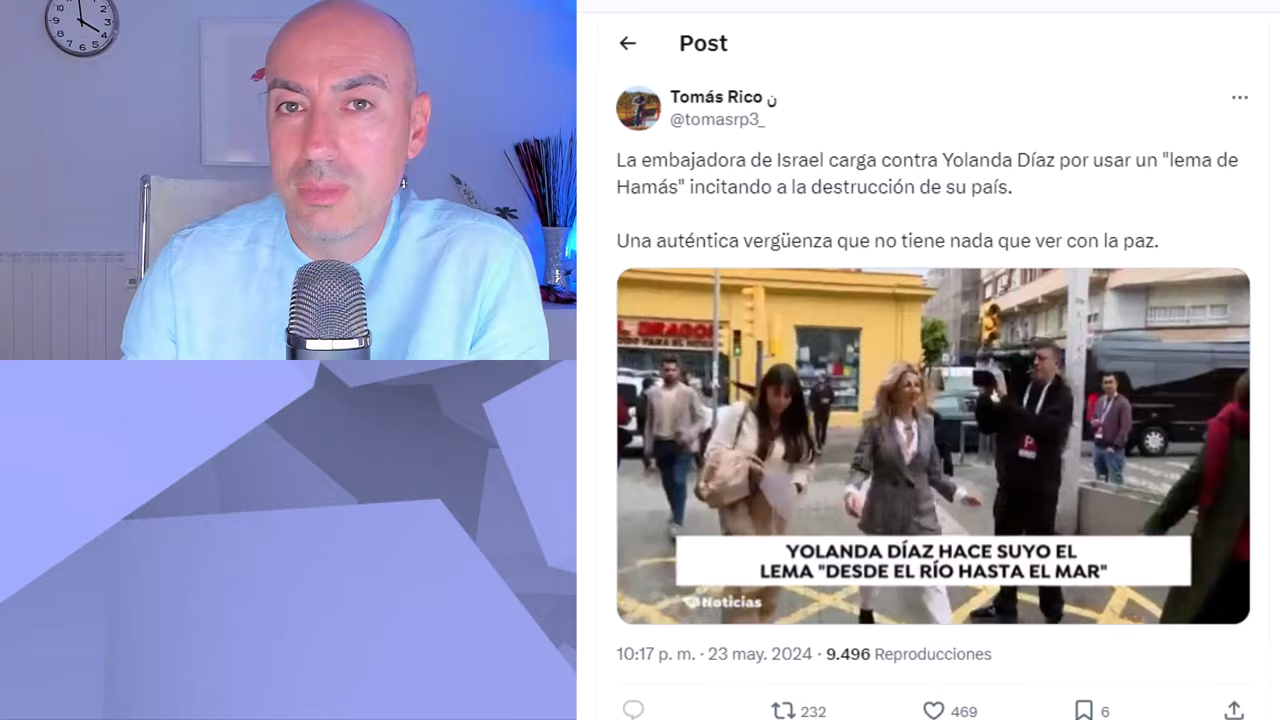 Post
Tomás Rico ن
@tomasrp3_
La embajadora de Israel carga contra Yolanda Díaz por usar un "lema de
Hamás" incitando a la destrucción de su país.
Una auténtica vergüenza que no tiene nada que ver con la paz.
YOLANDA DÍAZ HACE SUYO EL
LEMA "DESDE EL RÍO HASTA EL MAR"
Noticias
10:17 p. m. · 23 may. 2024 · 9.496 Reproducciones
232
469
6